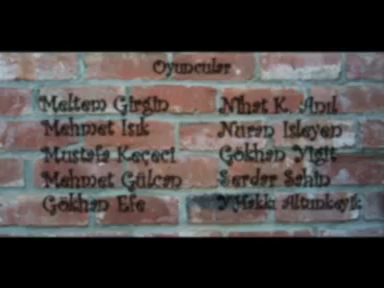 Oyuncular
Meltem Girgin
Mehmet Işık
Mustafa Keçeci
Mehmet Gülcan
Gökhan Efe
Nihat K. Anıl
Nuran İşleyen
Gökhan Yiğit
Serdar Şahin
Y.Hakkı